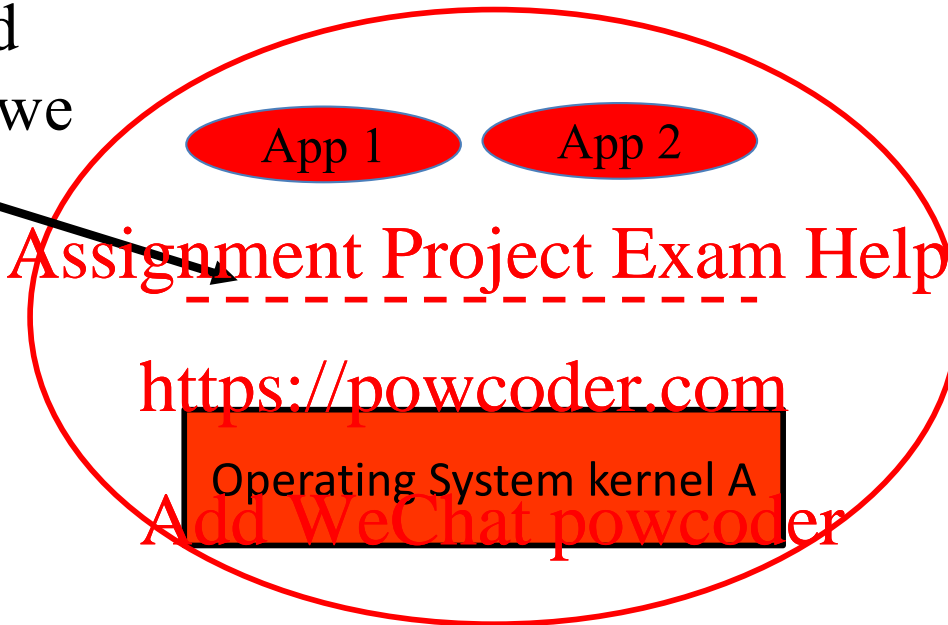 d
we
App 1
App 2
Assignment Project Exam Help
https://powcoder.com
Operating System kernel A
Add WeChat powcoder